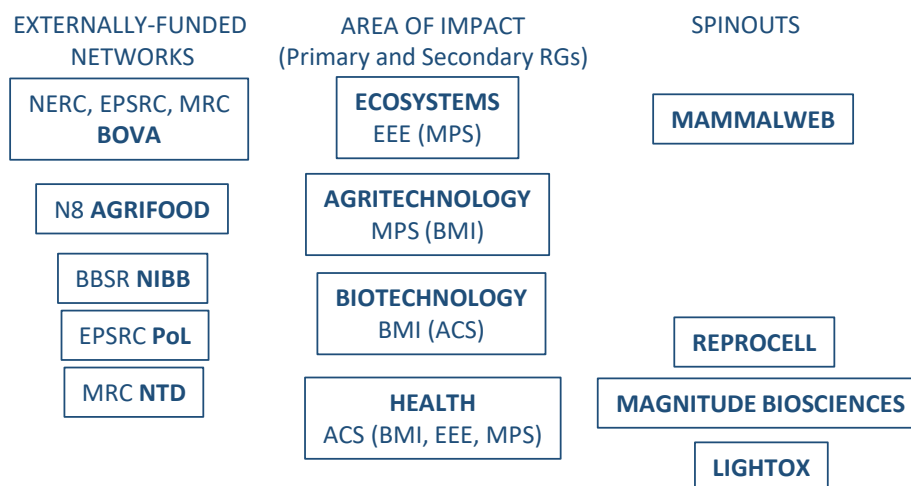 EXTERNALLY-FUNDED
NETWORKS
NERC, EPSRC, MRC
BOVA
N8 AGRIFOOD
BBSR NIBB
EPSRC PoL
MRC NTD
AREA OF IMPACT
(Primary and Secondary RGs)
ECOSYSTEMS
EEE (MPS)
AGRITECHNOLOGY
MPS (BMI)
BIOTECHNOLOGY
BMI (ACS)
HEALTH
ACS (BMI, EEE, MPS)
SPINOUTS
MAMMALWEB
REPROCELL
MAGNITUDE BIOSCIENCES
LIGHTOX